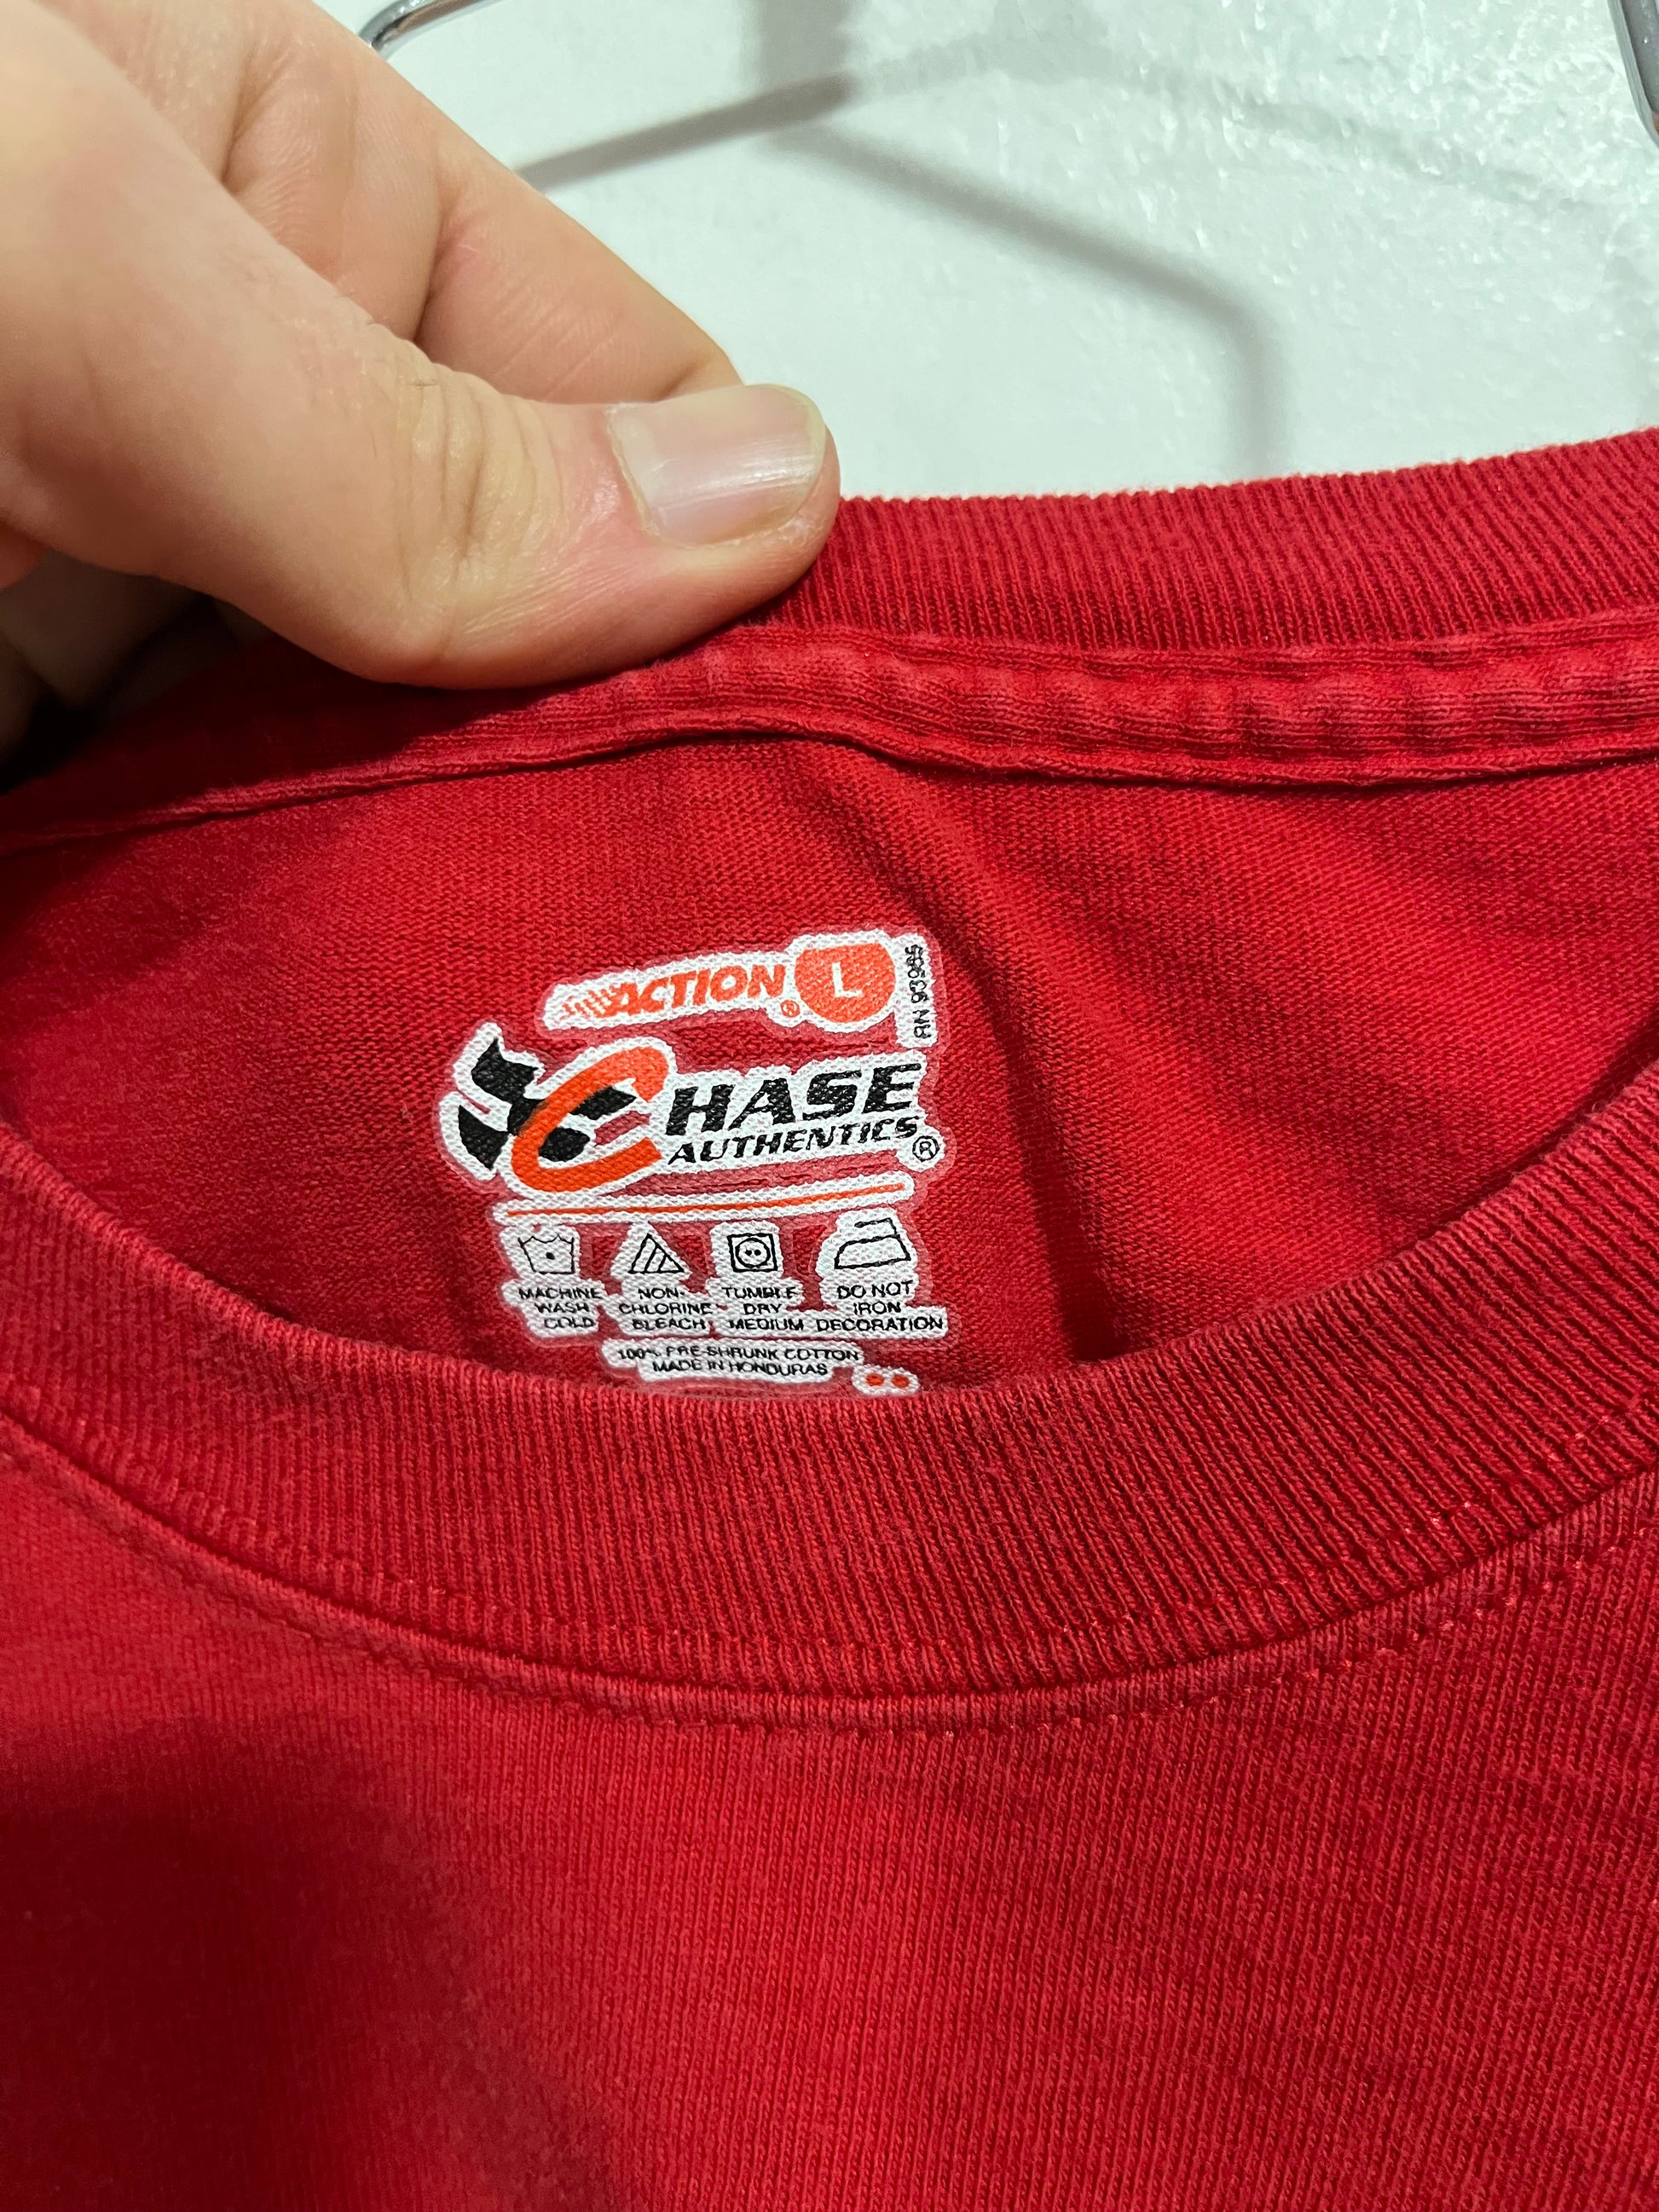 ACTION® L
RN 93965
CHASE
AUTHENTICS®
MACHINE WASH COLD
NON-CHLORINE BLEACH
TUMBLE DRY MEDIUM
DO NOT IRON DECORATION
100% PRE-SHRUNK COTTON
MADE IN HONDURAS